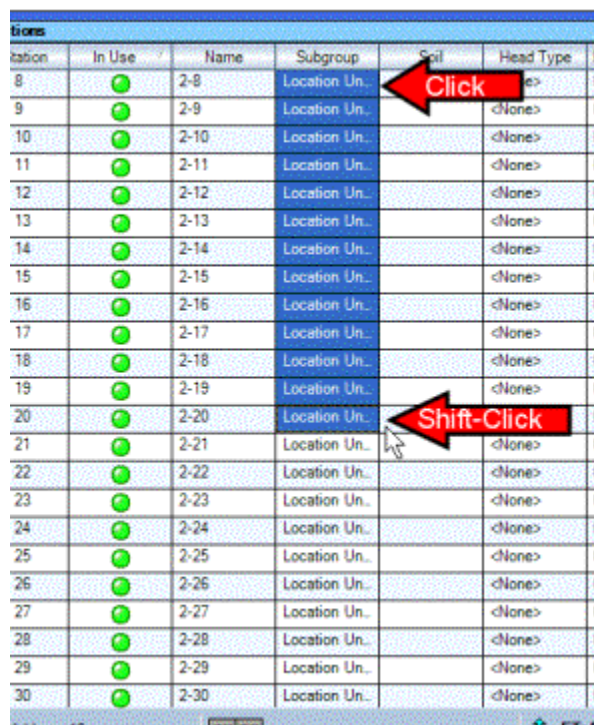 tions
tation In Use Name Subgroup Soil Head Type
8 2-8 Location Un... Click e>
9 2-9 Location Un... <None>
10 2-10 Location Un... <None>
11 2-11 Location Un... <None>
12 2-12 Location Un... <None>
13 2-13 Location Un... <None>
14 2-14 Location Un... <None>
15 2-15 Location Un... <None>
16 2-16 Location Un... <None>
17 2-17 Location Un... <None>
18 2-18 Location Un... <None>
19 2-19 Location Un... <None>
20 2-20 Location Un... Shift-Click
21 2-21 Location Un... <None>
22 2-22 Location Un... <None>
23 2-23 Location Un... <None>
24 2-24 Location Un... <None>
25 2-25 Location Un... <None>
26 2-26 Location Un... <None>
27 2-27 Location Un... <None>
28 2-28 Location Un... <None>
29 2-29 Location Un... <None>
30 2-30 Location Un... <None>